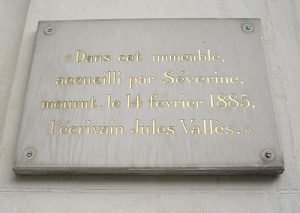 « Dans cet immeuble,
accueilli par Séverine,
mourut, le 14 février 1885,
l'écrivain Jules Vallès. »